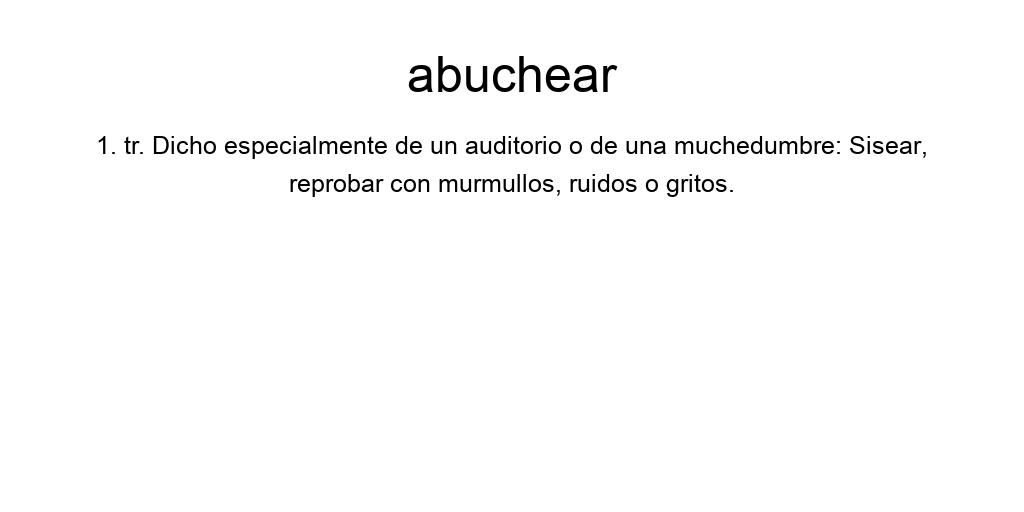 abuchear
1. tr. Dicho especialmente de un auditorio o de una muchedumbre: Sisear,
reprobar con murmullos, ruidos o gritos.